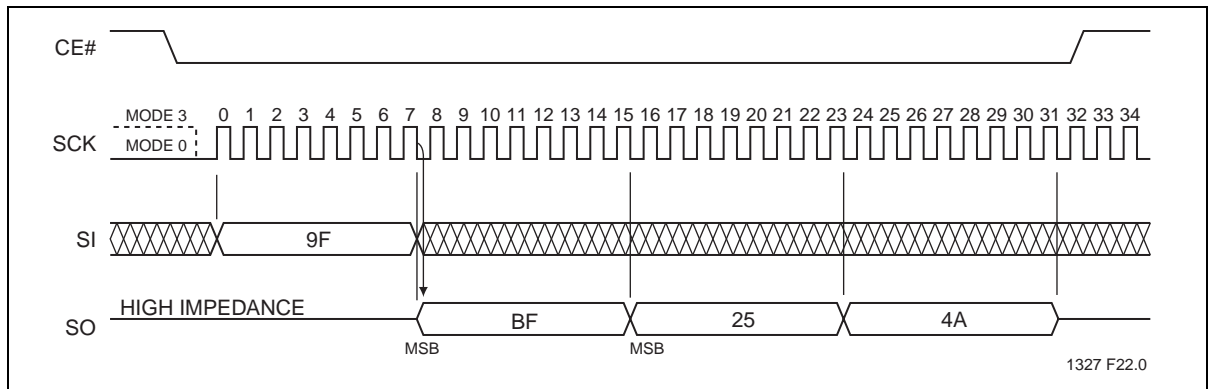 CE#
MODE 3 0 1 2 3 4 5 6 7 8 9 10 11 12 13 14 15 16 17 18 19 20 21 22 23 24 25 26 27 28 29 30 31 32 33 34
SCK MODE 0
SI 9F
HIGH IMPEDANCE
SO BF 25 4A
MSB MSB
1327 F22.0